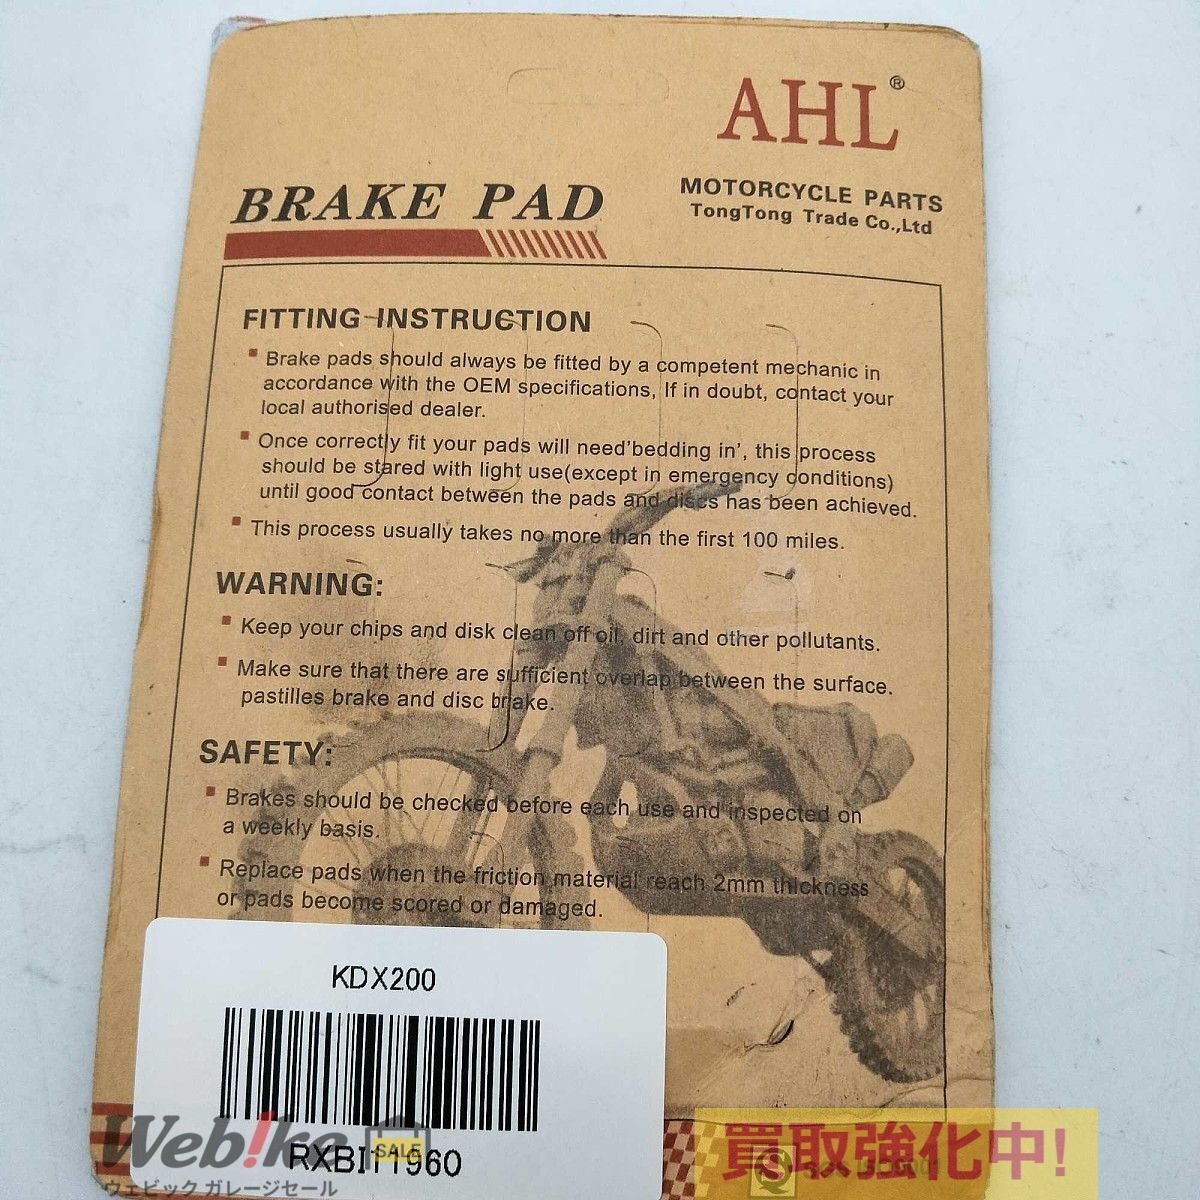 AHL®
MOTORCYCLE PARTS
TongTong Trade Co.,Ltd
BRAKE PAD
FITTING INSTRUCTION
Brake pads should always be fitted by a competent mechanic in
accordance with the OEM specifications, If in doubt, contact your
local authorised dealer.
Once correctly fit your pads will need'bedding in', this process
should be stared with light use(except in emergency conditions)
until good contact between the pads and discs has been achieved.
This process usually takes no more than the first 100 miles.
WARNING:
Keep your chips and disk clean off oil, dirt and other pollutants.
Make sure that there are sufficient overlap between the surface.
pastilles brake and disc brake.
SAFETY:
Brakes should be checked before each use and inspected on
a weekly basis.
Replace pads when the friction material reach 2mm thickness
or pads become scored or damaged.
KDX200
RXBI11960
Web!ke
SALE
ウェビック ガレージセール
買取強化中!